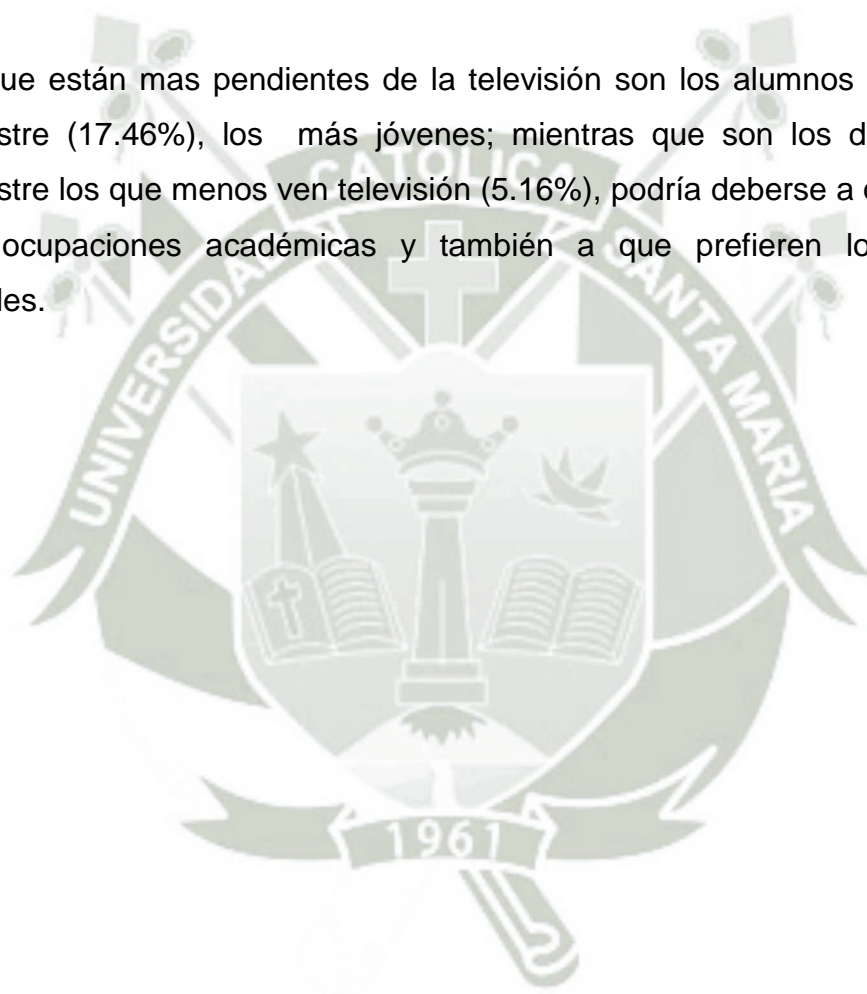 ue están mas pendientes de la televisión son los alumnos
stre (17.46%), los más jóvenes; mientras que son los d
stre los que menos ven televisión (5.16%), podría deberse a
ocupaciones académicas y también a que prefieren lo
les.
UNIVERSIDAD CATOLICA SANTA MARIA
1961